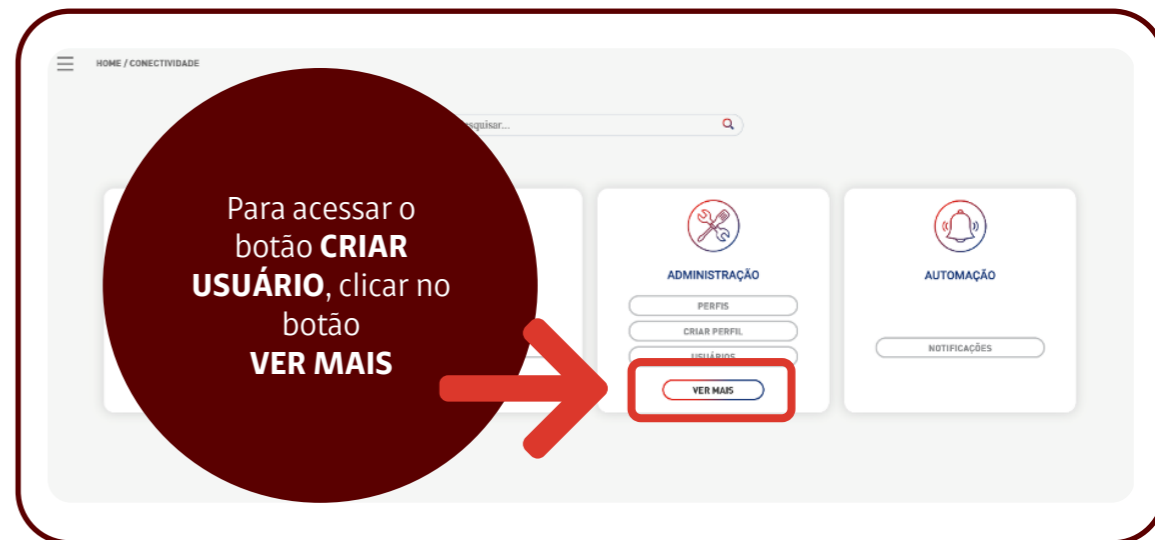 HOME / CONECTIVIDADE
esquisar...
Para acessar o
botão CRIAR
USUÁRIO, clicar no
botão
VER MAIS
ADMINISTRAÇÃO
PERFIS
CRIAR PERFIL
USUÁRIOS
VER MAIS
AUTOMAÇÃO
NOTIFICAÇÕES